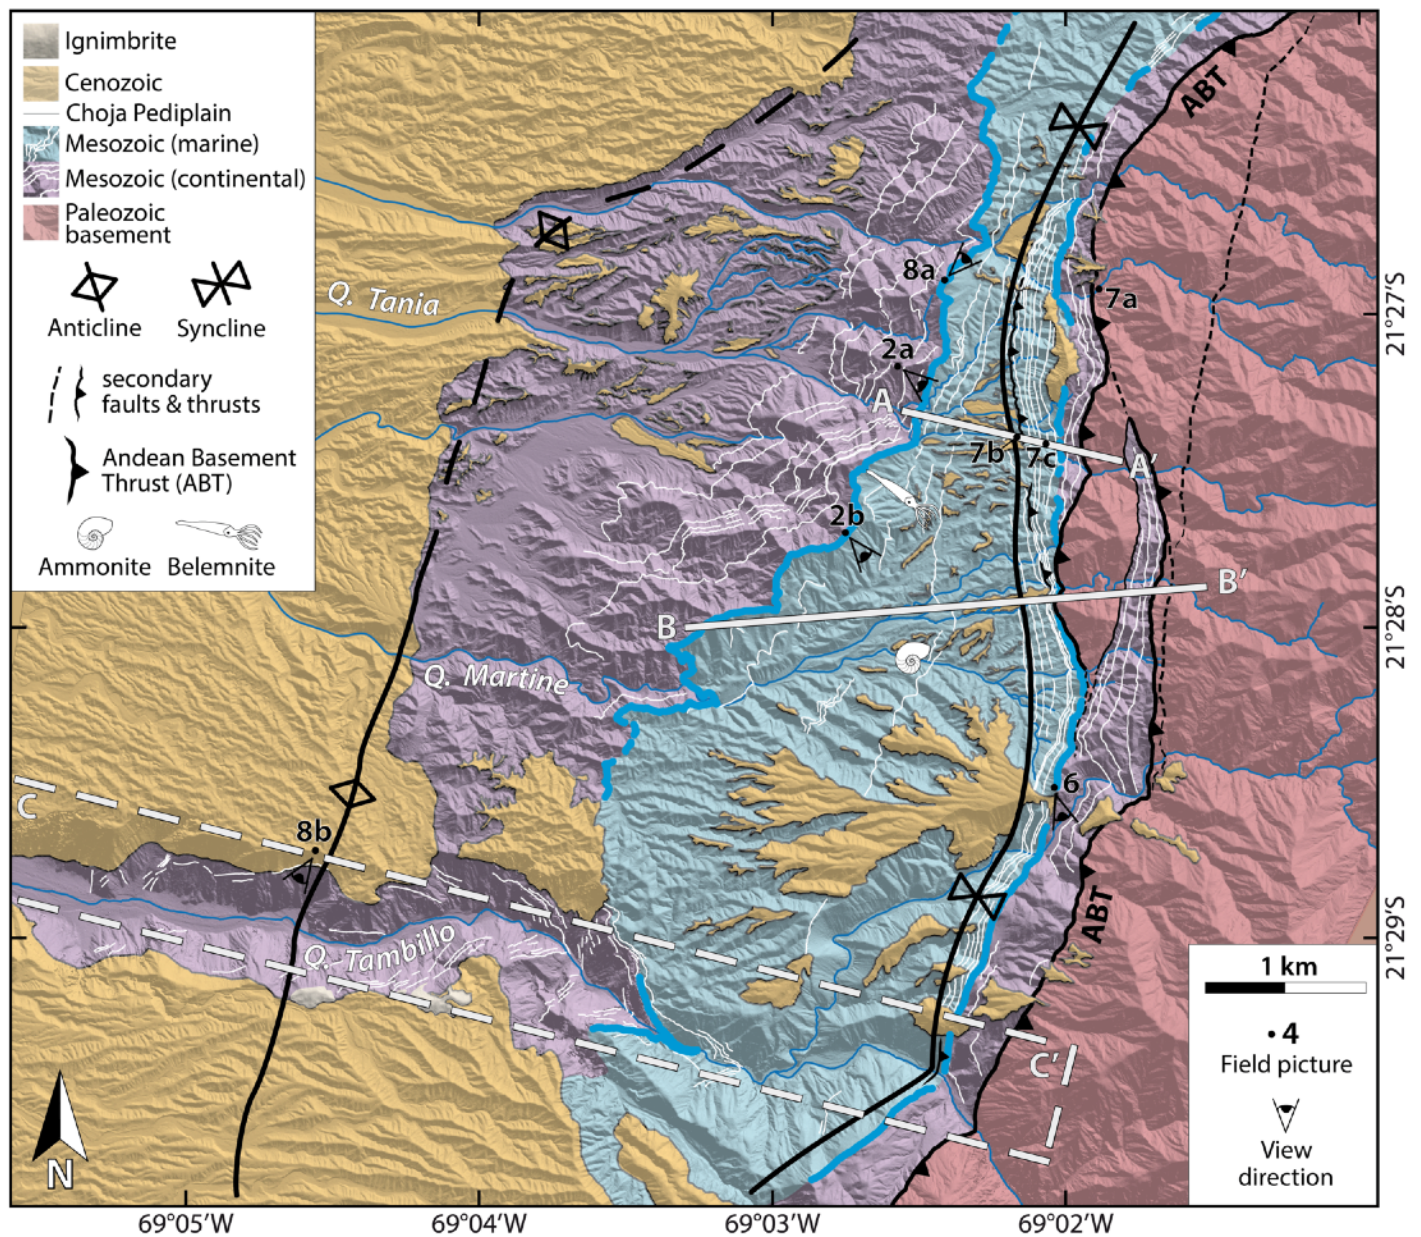 Ignimbrite
Cenozoic
Choja Pediplain
Mesozoic (marine)
Mesozoic (continental)
Paleozoic
basement
Anticline
Syncline
secondary
faults & thrusts
Andean Basement
Thrust (ABT)
Ammonite
Belemnite
ABT
Q. Tania
8a
7a
21°27'S
2a
A
7b
7c
A'
2b
B
B'
21°28'S
Q. Martine
C
6
8b
ABT
21°29'S
Q. Tambillo
C'
1 km
4
Field picture
View
direction
N
69°05'W
69°04'W
69°03'W
69°02'W